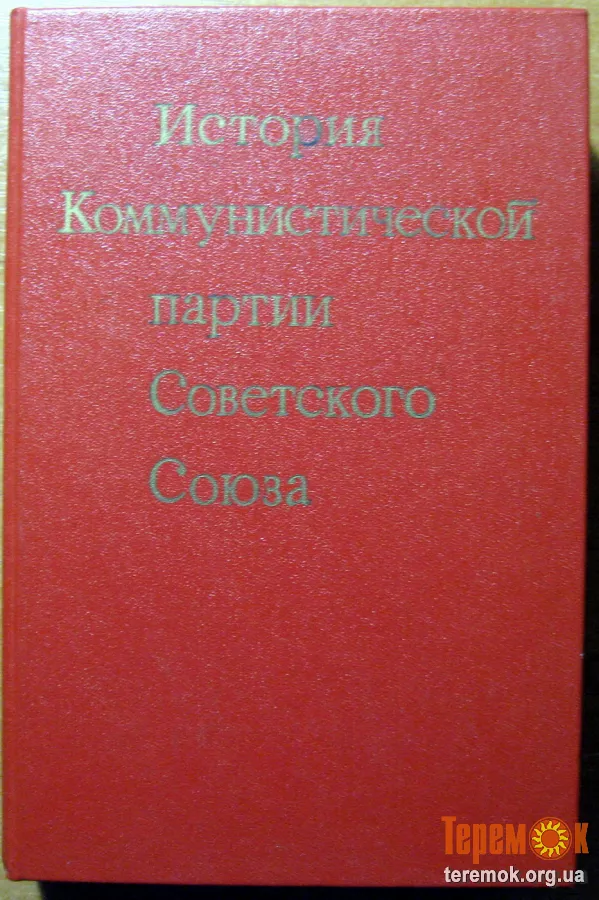 История
Коммунистической
партии
Советского
Союза
Теремок
teremok.org.ua